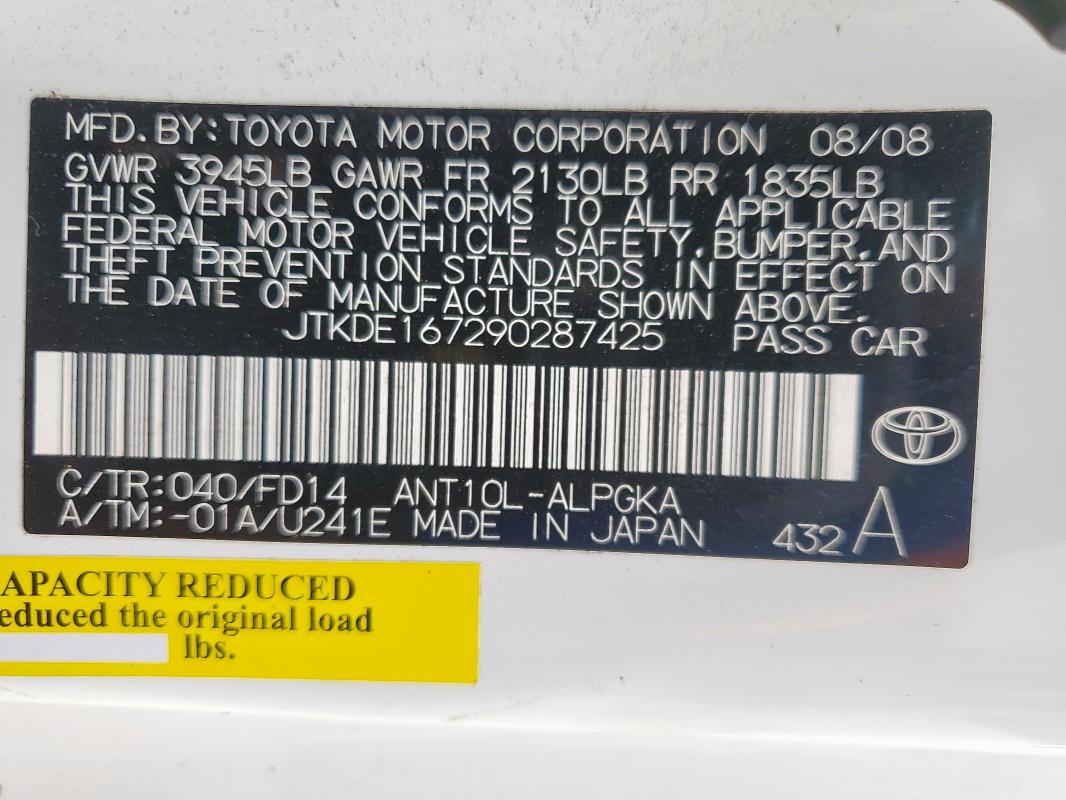 MFD.BY:TOYOTA MOTOR CORPORATION 08/08
GVWR 3945LB GAWR FR 2130LB RR 1835LB
THIS VEHICLE CONFORMS TO ALL APPLICABLE
FEDERAL MOTOR VEHICLE SAFETY,BUMPER,AND
THEFT PREVENTION STANDARDS IN EFFECT ON
THE DATE OF MANUFACTURE SHOWN ABOVE.
JTKDE167290287425 PASS CAR
C/TR:040/FD14 ANT10L-ALPGKA
A/TM:-01A/U241E MADE IN JAPAN 432 A
APACITY REDUCED
educed the original load
lbs.